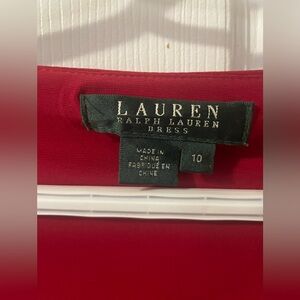 LAUREN
RALPH LAUREN
DRESS
MADE IN
CHINA
FABRIQUÉ EN
CHINE
10